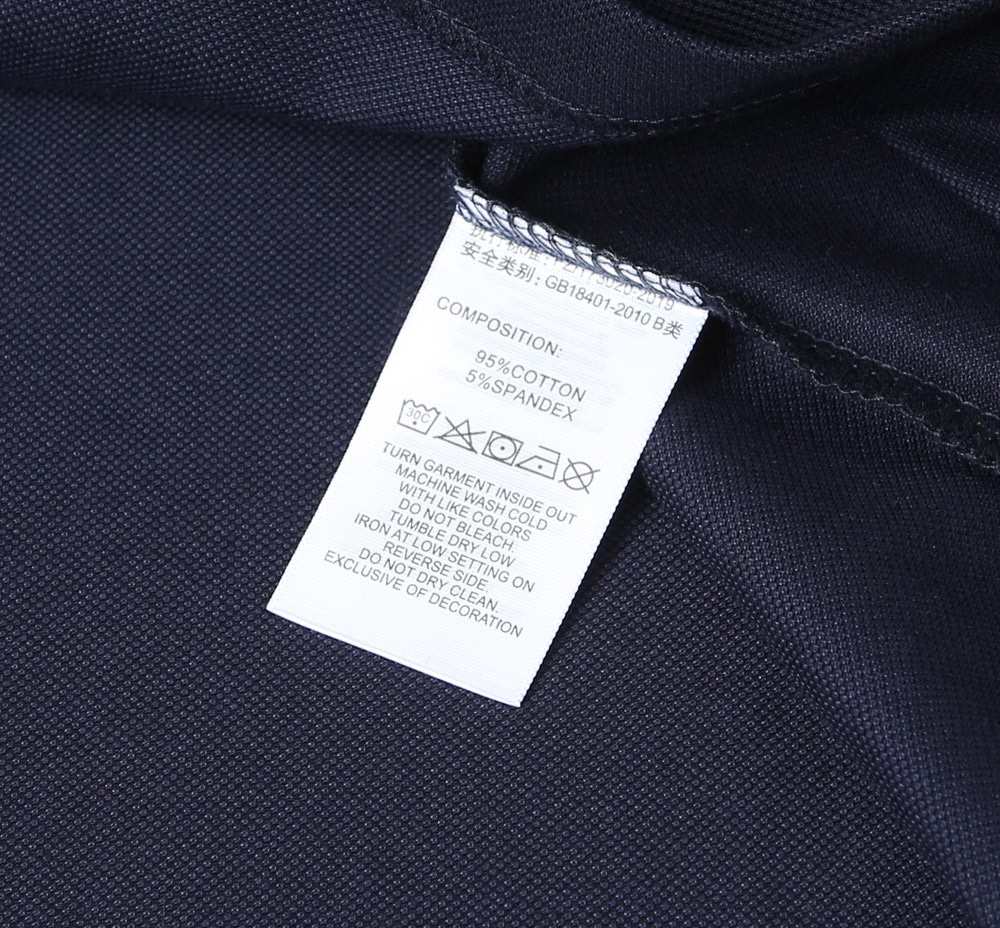 安全类别: GB18401-2010 B类
COMPOSITION:
95%COTTON
5%SPANDEX
30C
TURN GARMENT INSIDE OUT
MACHINE WASH COLD
WITH LIKE COLORS
DO NOT BLEACH.
TUMBLE DRY LOW
IRON AT LOW SETTING ON
REVERSE SIDE.
DO NOT DRY CLEAN.
EXCLUSIVE OF DECORATION